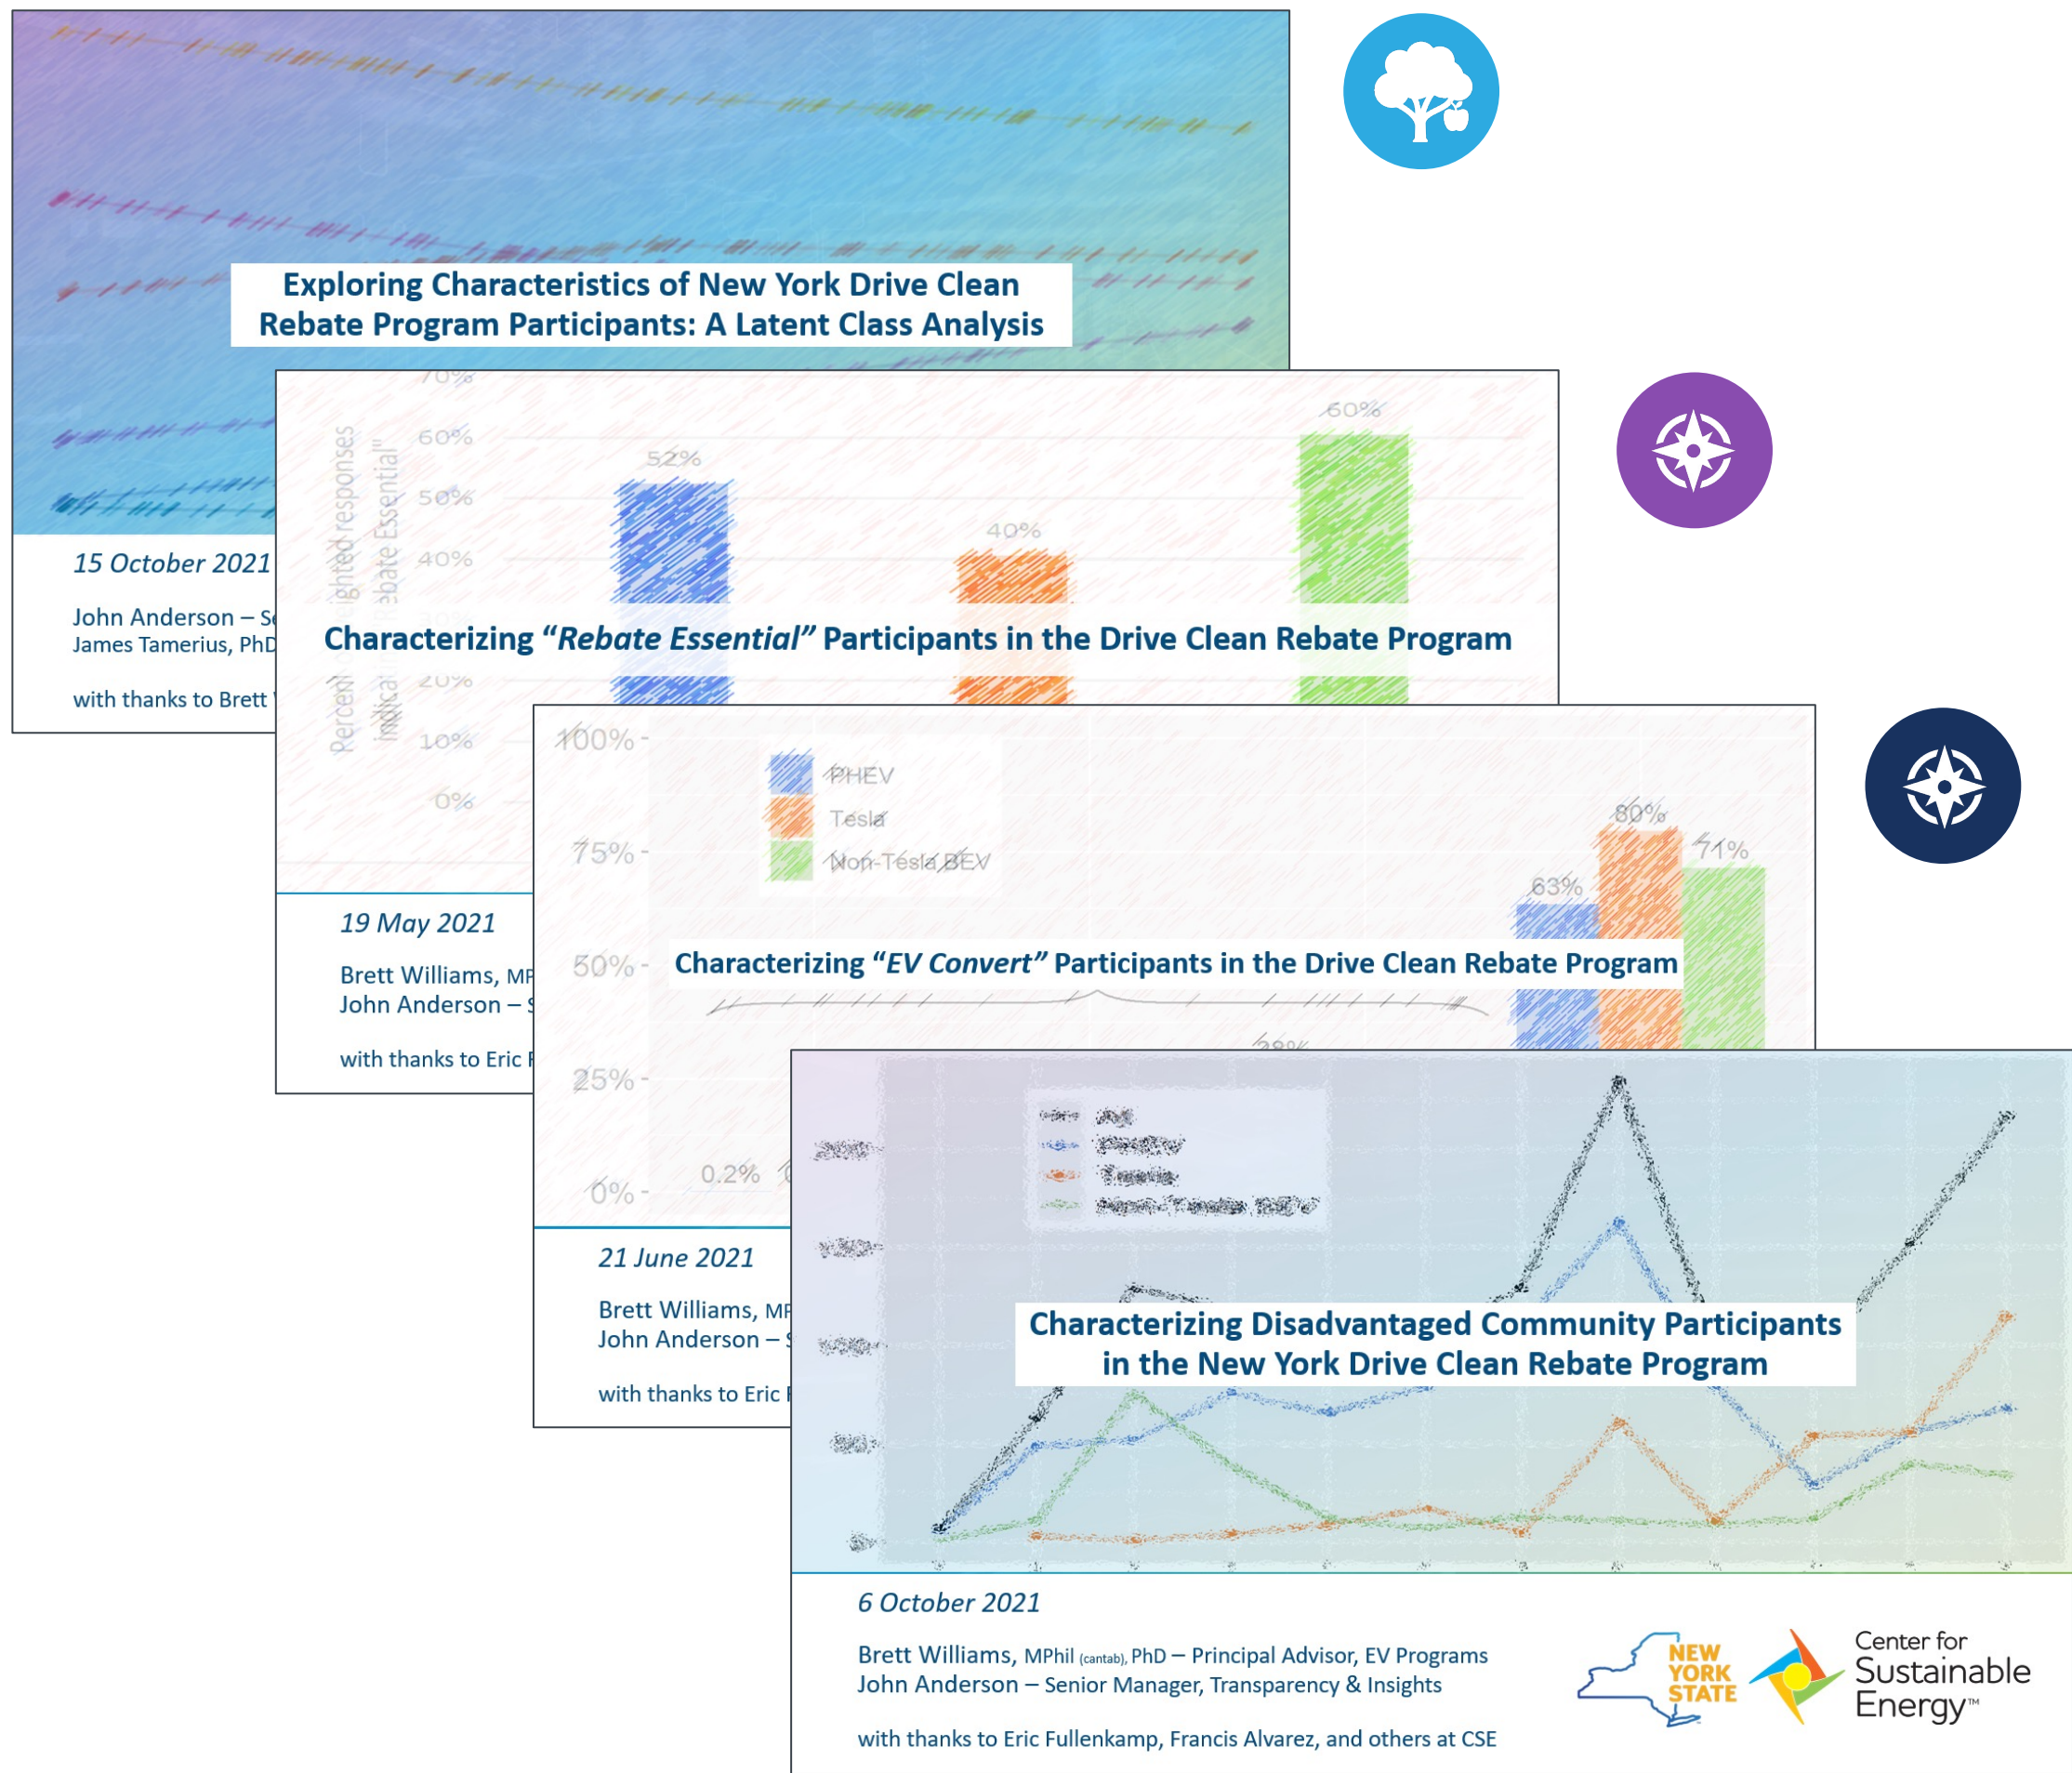 Exploring Characteristics of New York Drive Clean
Rebate Program Participants: A Latent Class Analysis
15 October 2021
John Anderson –
James Tamerius, PhD
with thanks to Brett
70%
60%
50%
40%
20%
10%
0%
52%
40%
60%
responses
Essential"
Characterizing “Rebate Essential” Participants in the Drive Clean Rebate Program
19 May 2021
Brett Williams,
John Anderson –
with thanks to Eric
100%
75%
50%
25%
0%
PHEV
Tesla
Non-Tesla BEV
63%
80%
71%
Characterizing “EV Convert” Participants in the Drive Clean Rebate Program
0.2%
21 June 2021
Brett Williams,
John Anderson –
with thanks to Eric
Characterizing Disadvantaged Community Participants
in the New York Drive Clean Rebate Program
6 October 2021
Brett Williams, MPhil (cantab), PhD – Principal Advisor, EV Programs
John Anderson – Senior Manager, Transparency & Insights
with thanks to Eric Fullenkamp, Francis Alvarez, and others at CSE
NEW
YORK
STATE
Center for
Sustainable
Energy™